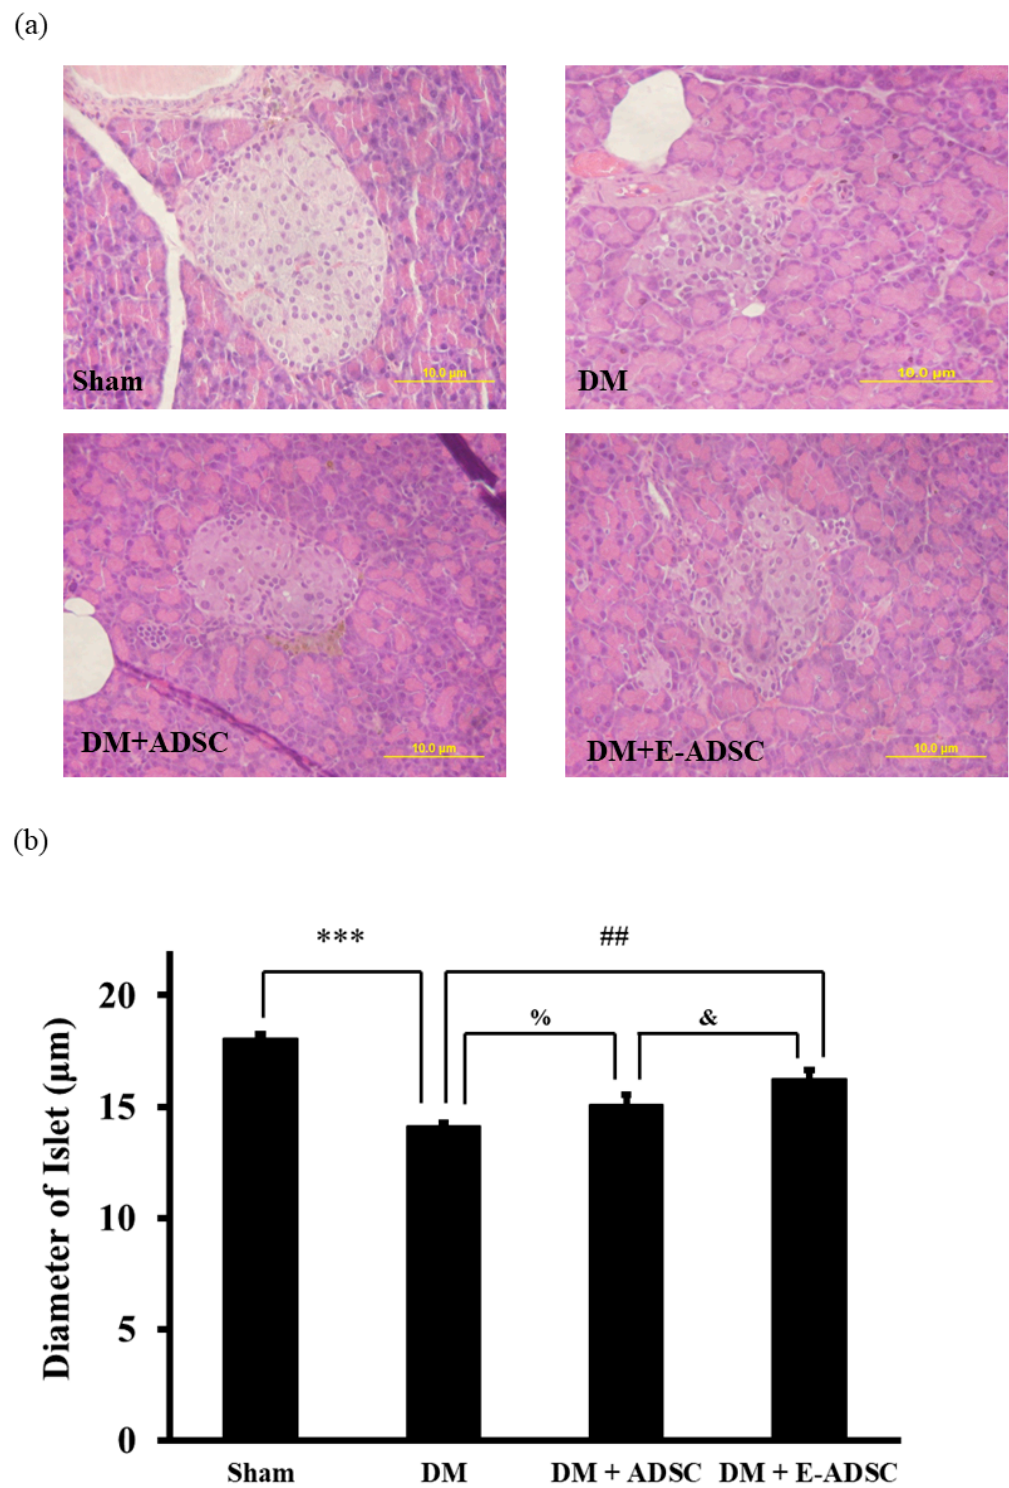 (a)
Sham
10.0 µm
DM
10.0 µm
DM+ADSC
10.0 µm
DM+E-ADSC
10.0 µm
(b)
***
##
%
&
Diameter of Islet (µm)
20
15
10
5
0
Sham
DM
DM + ADSC
DM + E-ADSC